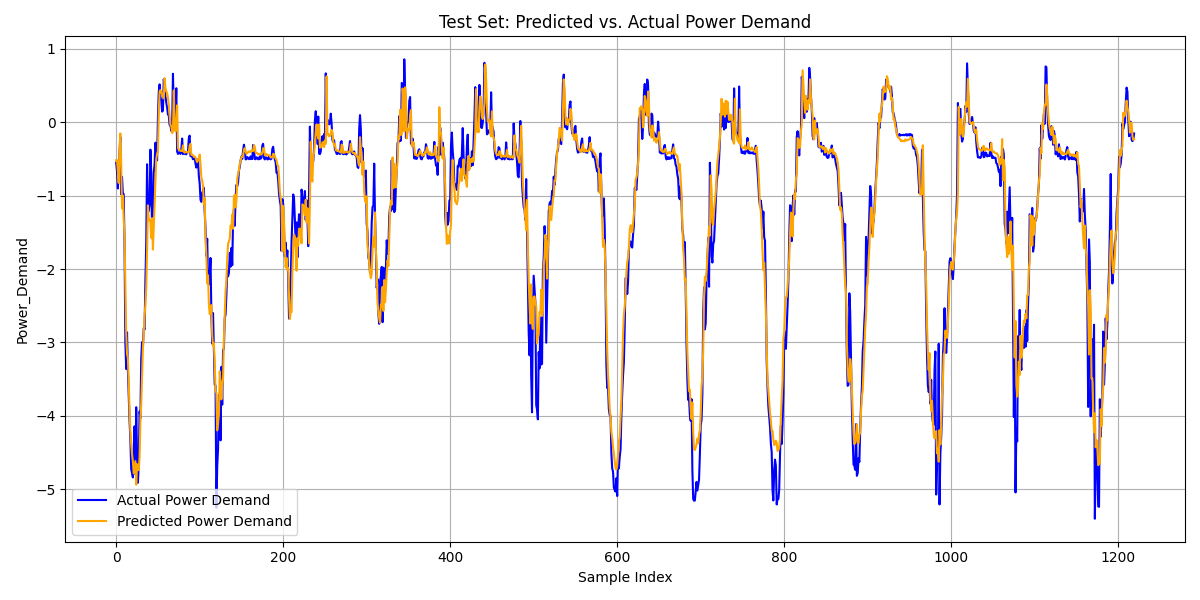 Test Set: Predicted vs. Actual Power Demand
Power_Demand
1
0
−1
−2
−3
−4
−5
Actual Power Demand
Predicted Power Demand
0
200
400
600
800
1000
1200
Sample Index